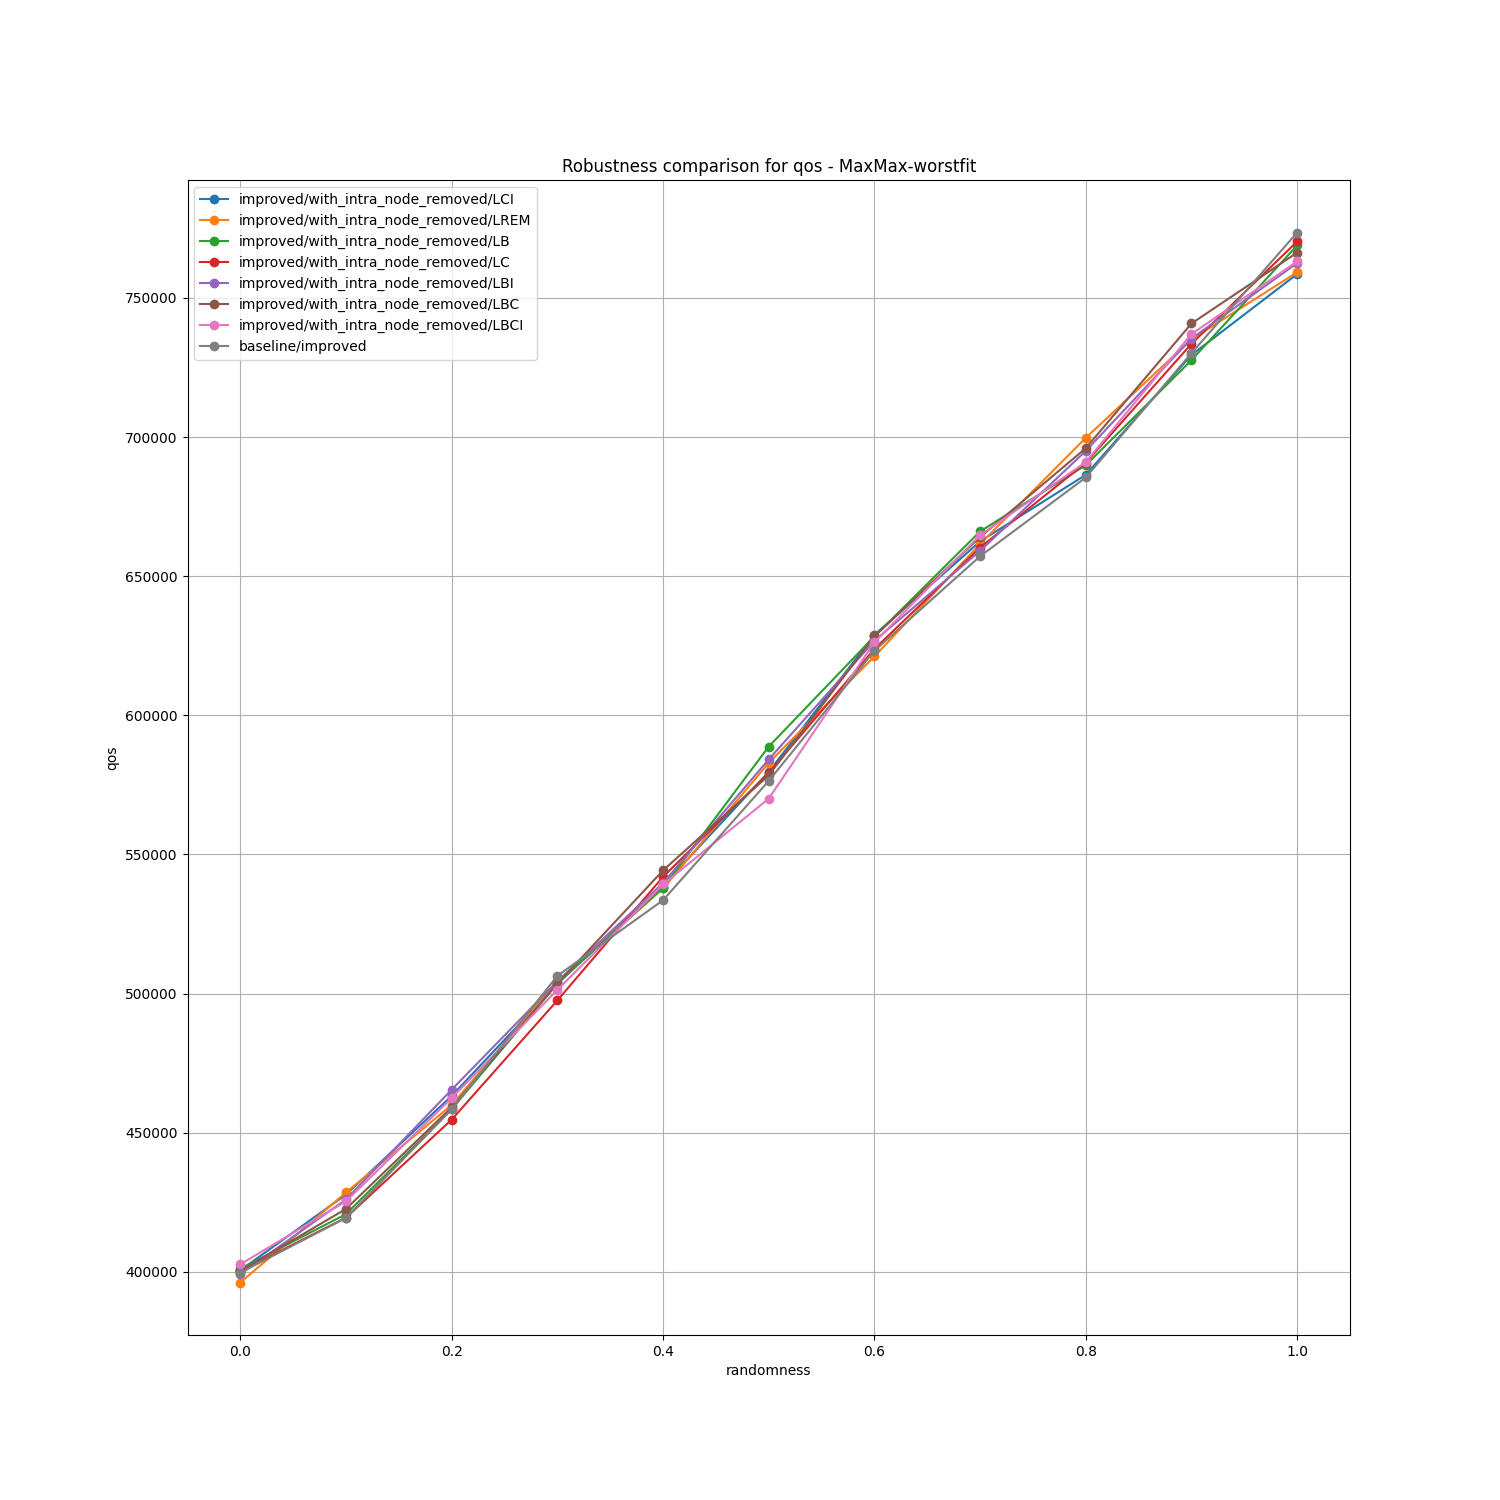 Robustness comparison for qos - MaxMax-worstfit
improved/with_intra_node_removed/LCI
improved/with_intra_node_removed/LREM
improved/with_intra_node_removed/LB
improved/with_intra_node_removed/LC
improved/with_intra_node_removed/LBI
improved/with_intra_node_removed/LBC
improved/with_intra_node_removed/LBCI
baseline/improved
750000
700000
650000
600000
550000
500000
450000
400000
qos
0.0 0.2 0.4 0.6 0.8 1.0
randomness